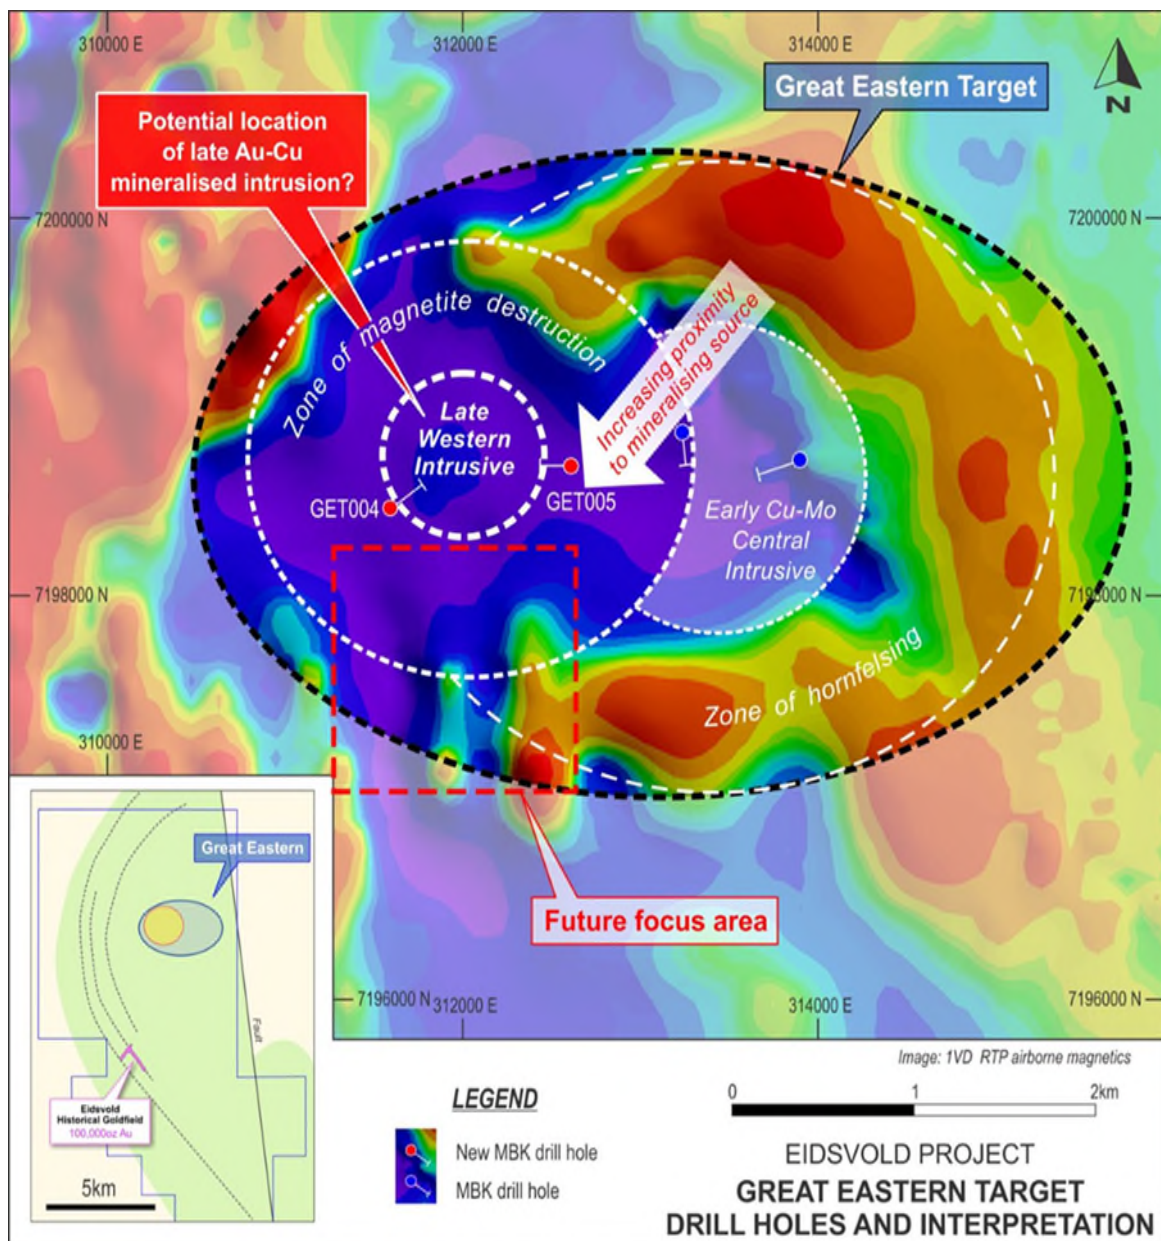 310000 E
312000 E
314000 E
Great Eastern Target
N
Potential location
of late Au-Cu
mineralised intrusion?
7200000 N
7200000 N
Zone of magnetite destruction
Increasing proximity
to mineralising source
Late
Western
Intrusive
GET004
GET005
Early Cu-Mo
Central
Intrusive
7198000 N
7198000 N
Zone of hornfelsing
310000 E
Great Eastern
Future focus area
7196000 N
312000 E
314000 E
7196000 N
Fault
Eidsvold
Historical Goldfield
100,000oz Au
5km
Image: 1VD RTP airborne magnetics
LEGEND
New MBK drill hole
MBK drill hole
0
1
2km
EIDSVOLD PROJECT
GREAT EASTERN TARGET
DRILL HOLES AND INTERPRETATION